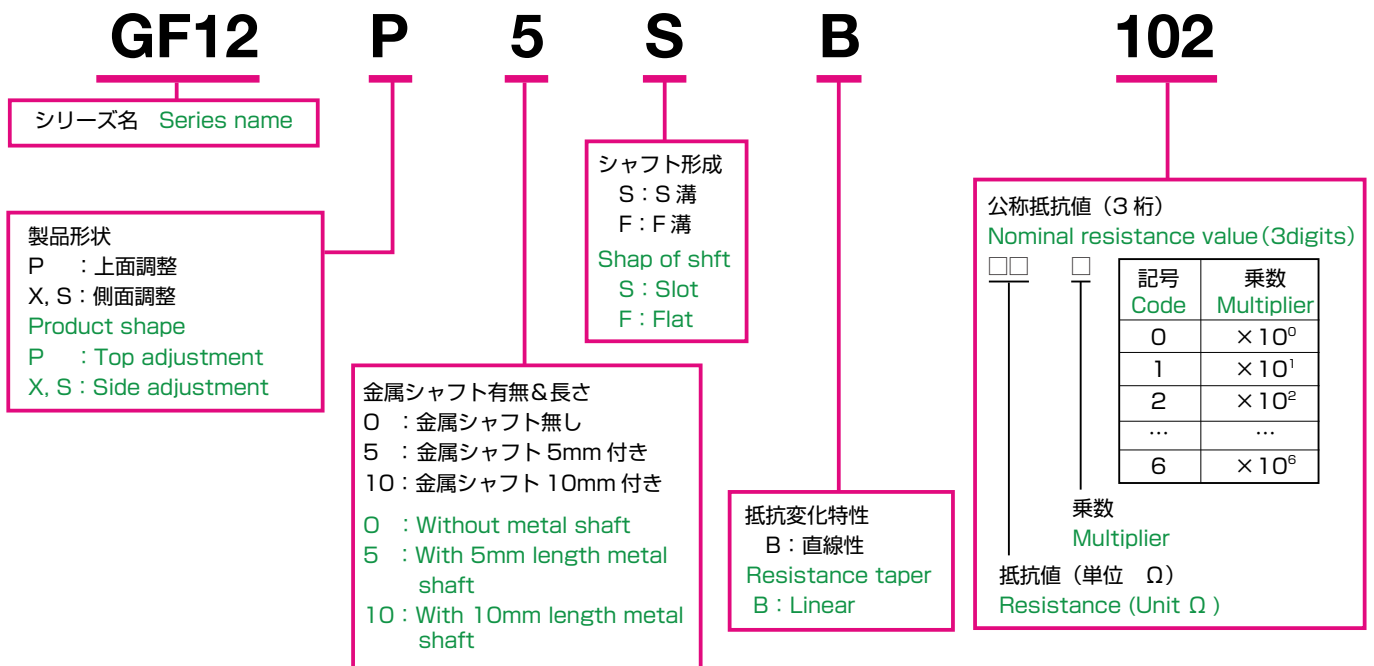 GF12 P 5 S B 102
シリーズ名 Series name
製品形状
P :上面調整
X, S:側面調整
Product shape
P :Top adjustment
X, S:Side adjustment
金属シャフト有無&長さ
0 :金属シャフト無し
5 :金属シャフト 5mm 付き
10:金属シャフト 10mm 付き
0 :Without metal shaft
5 :With 5mm length metal
shaft
10:With 10mm length metal
shaft
シャフト形成
S:S 溝
F:F 溝
Shap of shft
S:Slot
F:Flat
抵抗変化特性
B:直線性
Resistance taper
B:Linear
公称抵抗値(3 桁)
Nominal resistance value(3digits)
□□ □
記号 乗数
Code Multiplier
0 ×10⁰
1 ×10¹
2 ×10²
… …
6 ×10⁶
乗数
Multiplier
抵抗値(単位 Ω)
Resistance (Unit Ω )